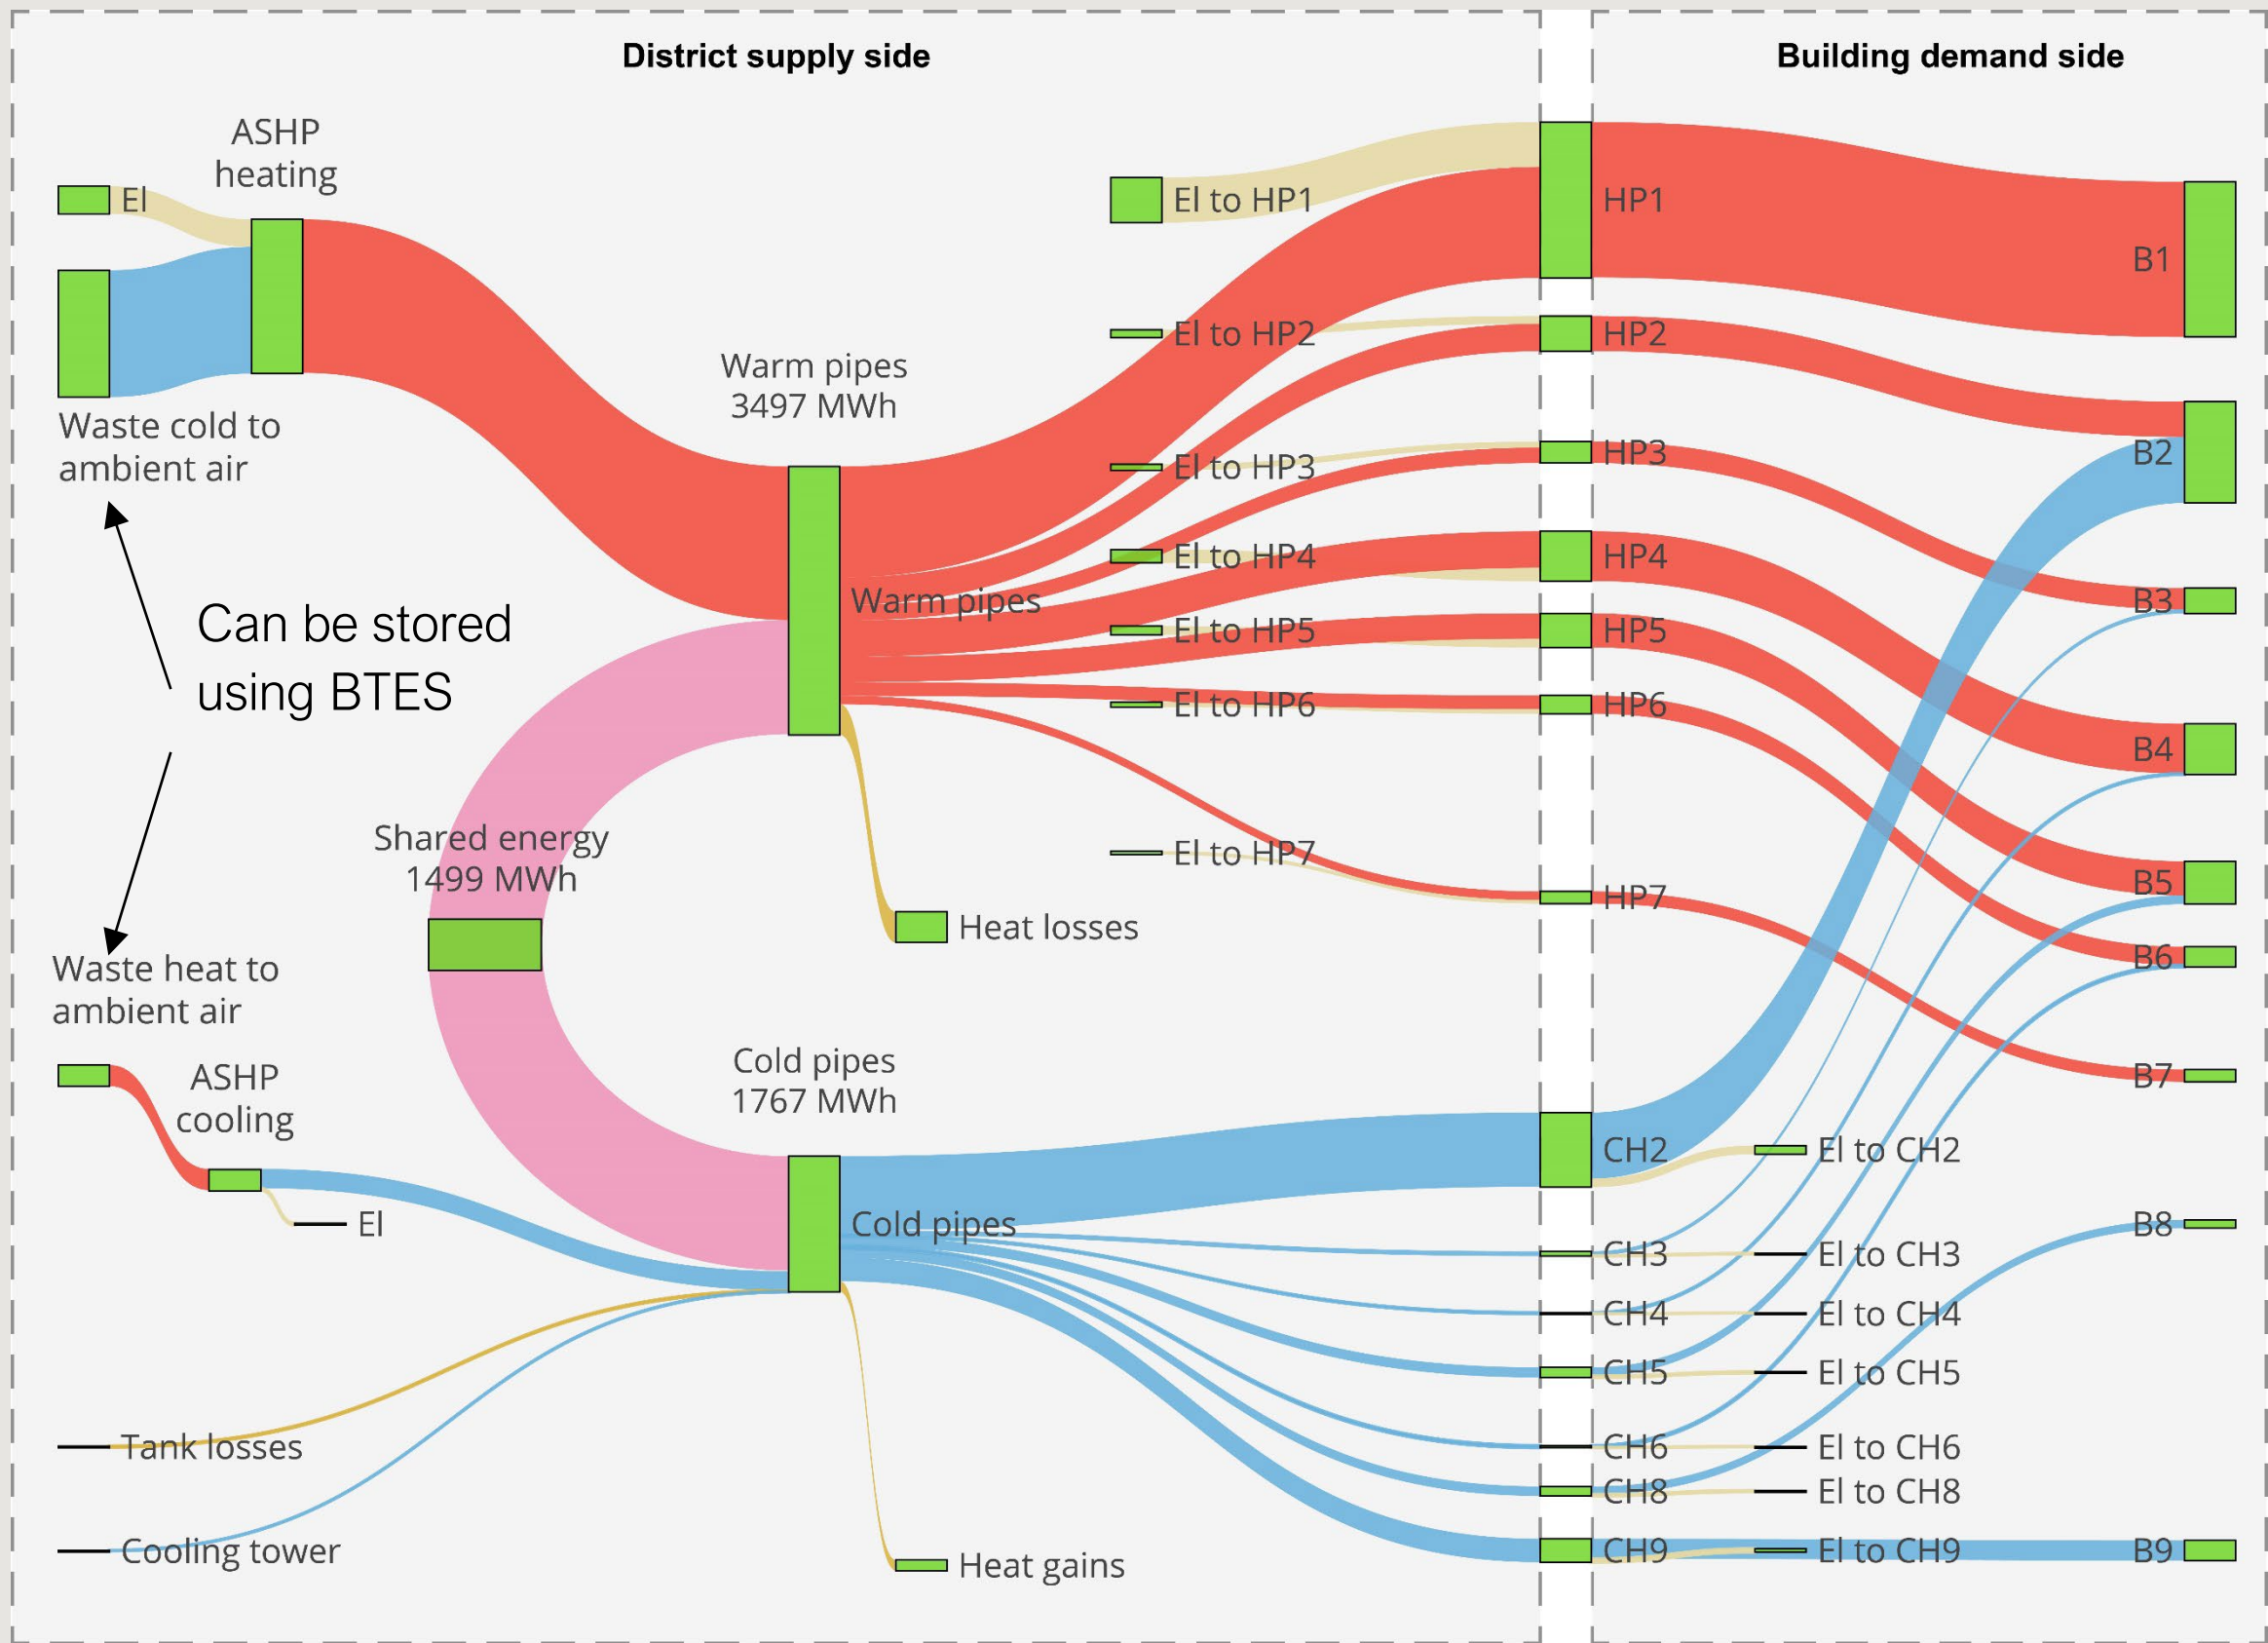 District supply side
Building demand side
ASHP
heating
El
Waste cold to
ambient air
Can be stored
using BTES
Warm pipes
3497 MWh
Warm pipes
Shared energy
1499 MWh
Heat losses
Waste heat to
ambient air
ASHP
cooling
El
Cold pipes
1767 MWh
Cold pipes
Tank losses
Cooling tower
Heat gains
El to HP1
El to HP2
El to HP3
El to HP4
El to HP5
El to HP6
El to HP7
HP1
HP2
HP3
HP4
HP5
HP6
HP7
CH2
CH3
CH4
CH5
CH6
CH8
CH9
El to CH2
El to CH3
El to CH4
El to CH5
El to CH6
El to CH8
El to CH9
B1
B2
B3
B4
B5
B6
B7
B8
B9